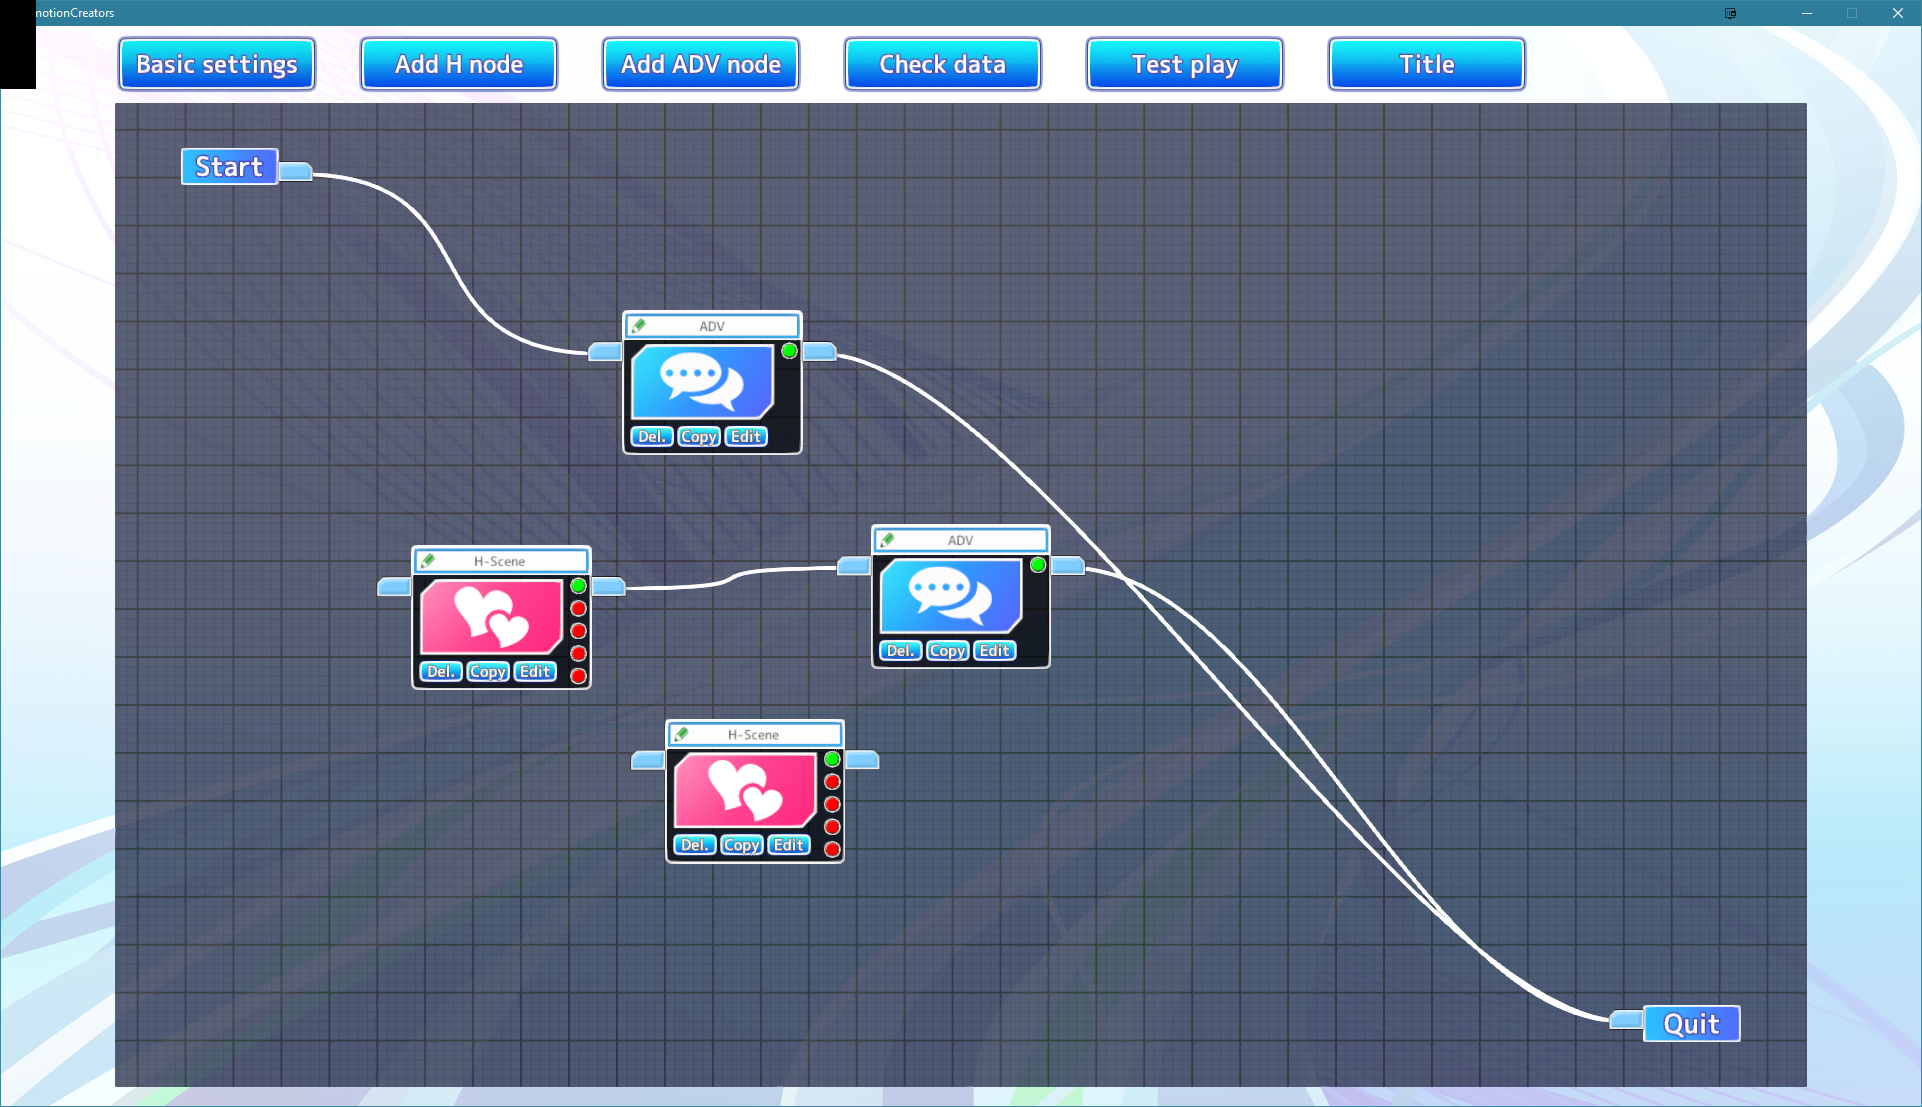 motionCreators
Basic settings
Add H node
Add ADV node
Check data
Test play
Title
Start
ADV
Del. Copy Edit
ADV
Del. Copy Edit
H-Scene
Del. Copy Edit
H-Scene
Del. Copy Edit
Quit